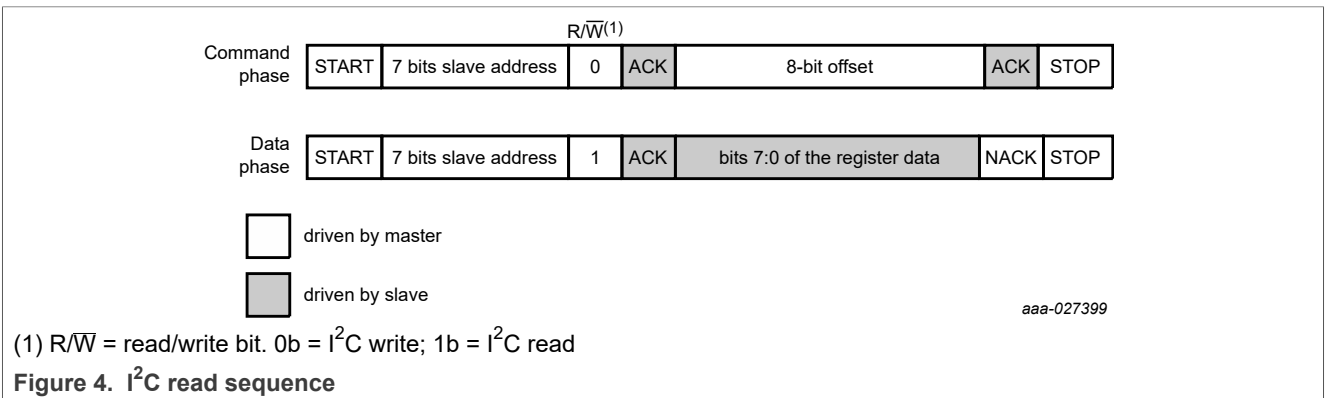 R/W̅(1)
Command
phase
START 7 bits slave address 0 ACK 8-bit offset ACK STOP
Data
phase
START 7 bits slave address 1 ACK bits 7:0 of the register data NACK STOP
driven by master
driven by slave
aaa-027399
(1) R/W̅ = read/write bit. 0b = I²C write; 1b = I²C read
Figure 4. I²C read sequence